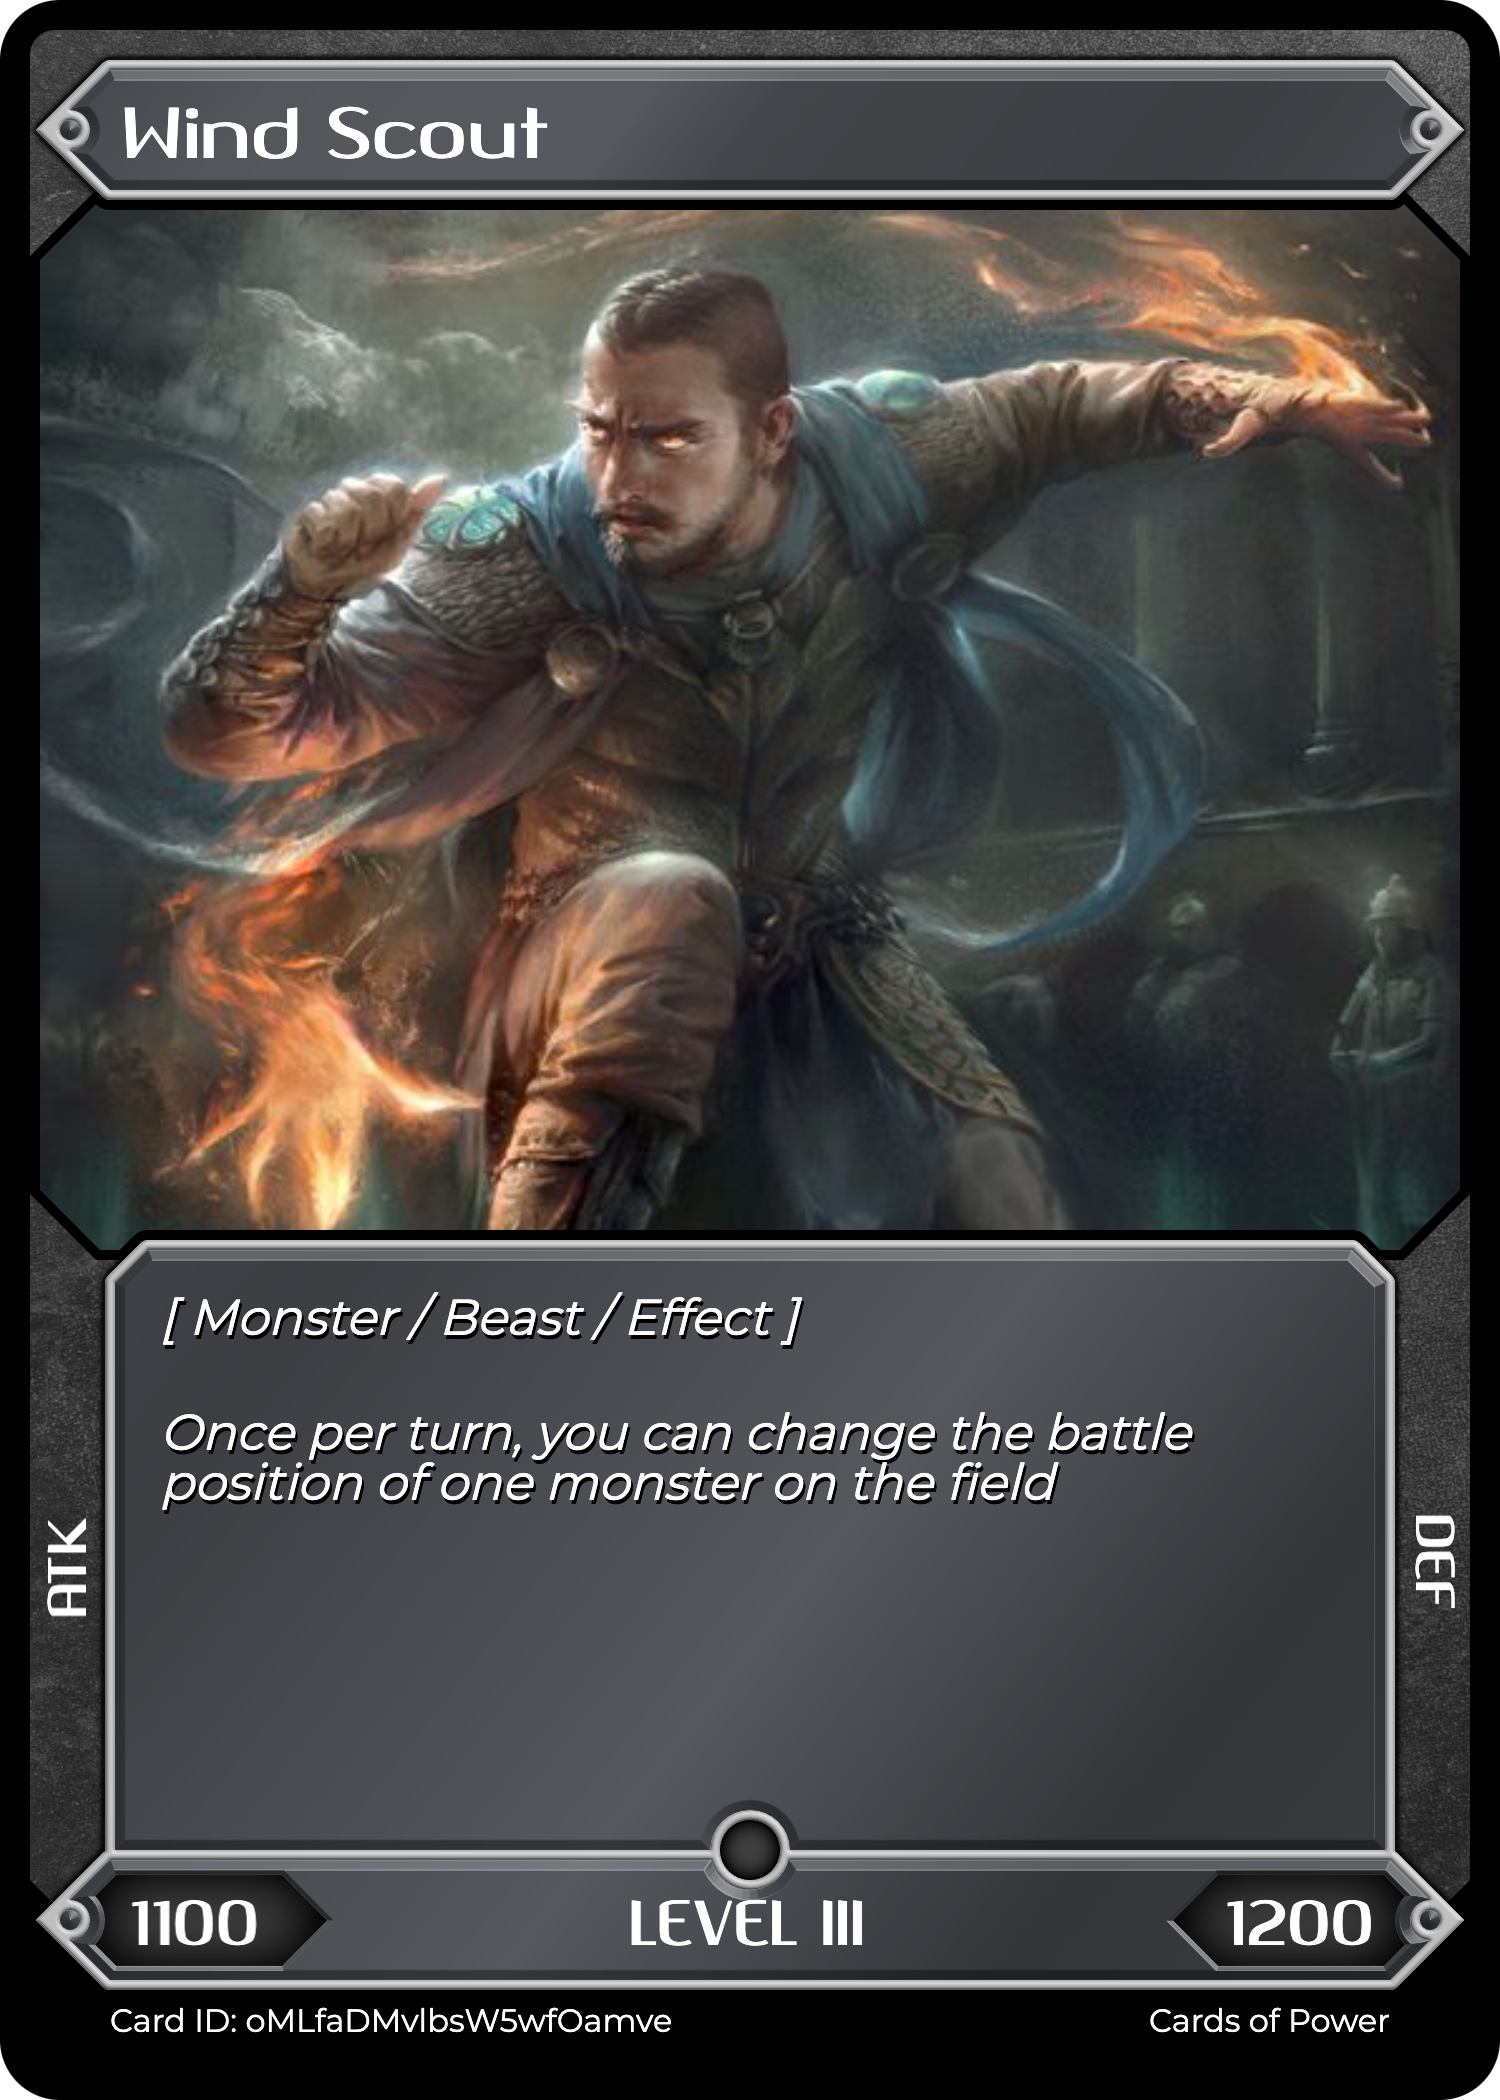 Wind Scout
[ Monster / Beast / Effect ]
Once per turn, you can change the battle
position of one monster on the field
ATK
DEF
1100
LEVEL III
1200
Card ID: oMLfaDMvlbsW5wfOamve
Cards of Power